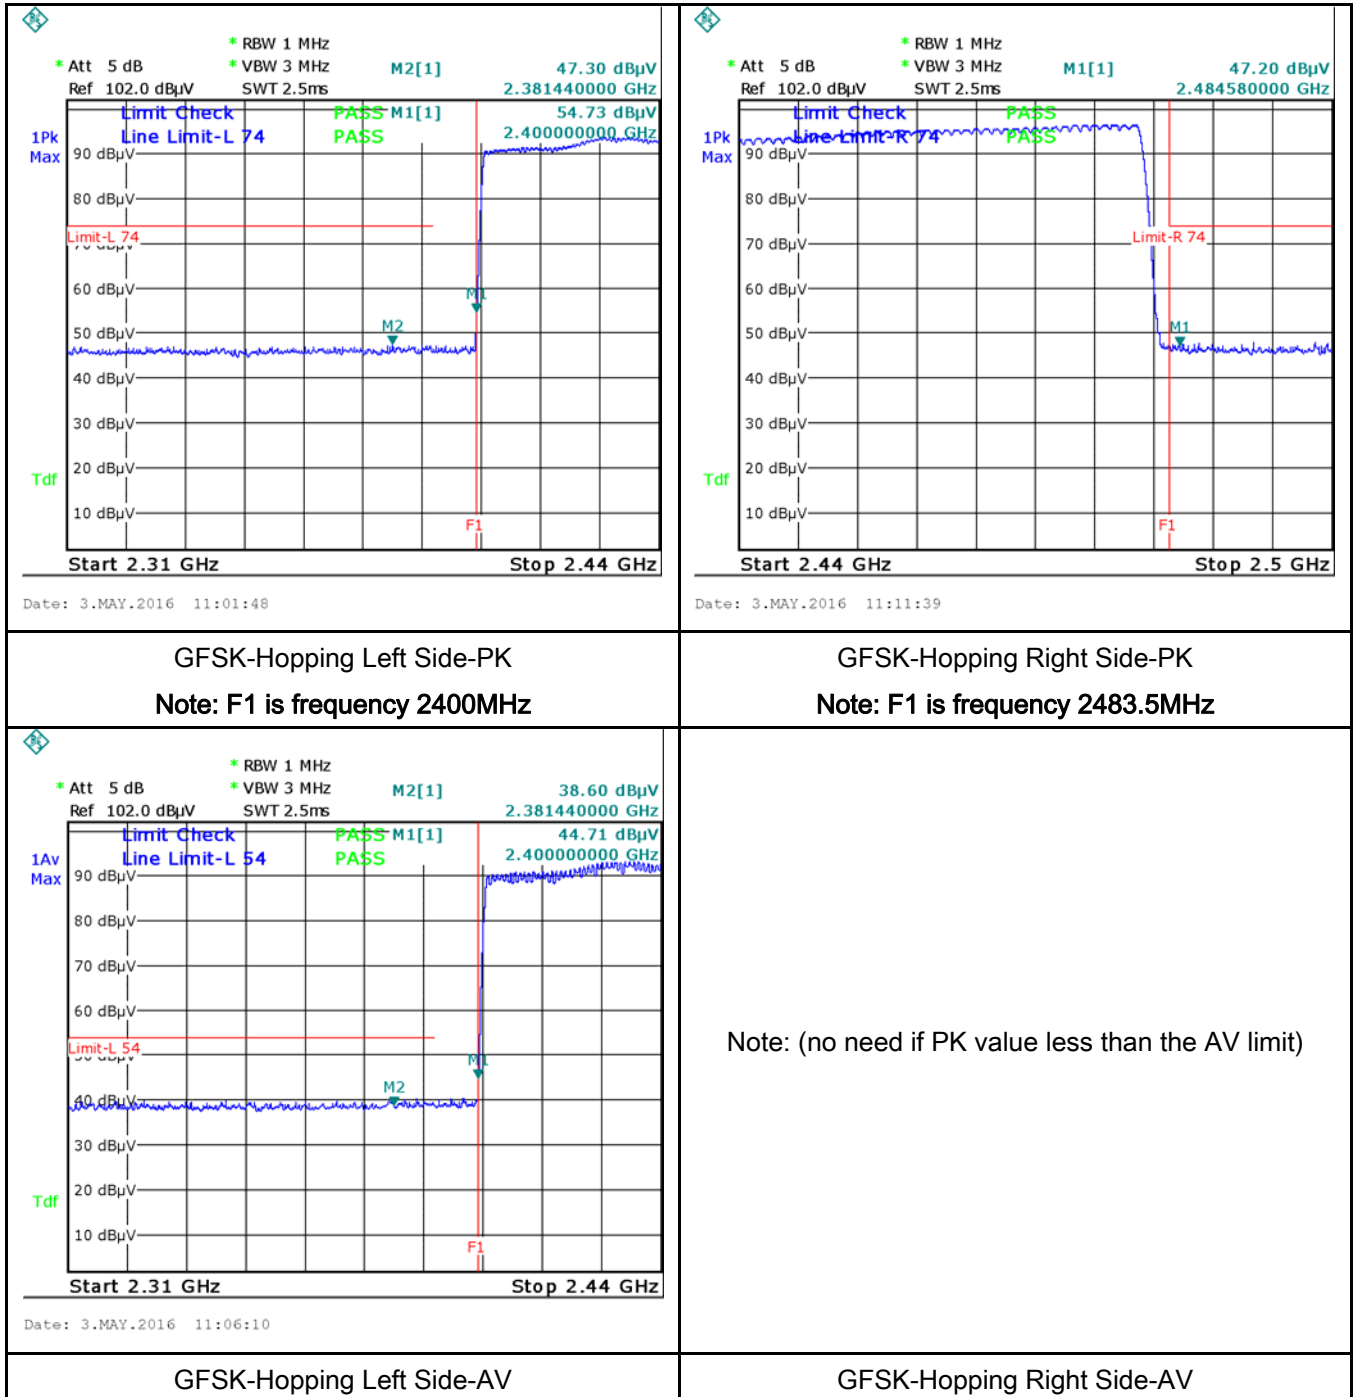 * RBW 1 MHz
* Att 5 dB * VBW 3 MHz M2[1] 47.30 dBµV
Ref 102.0 dBµV SWT 2.5ms 2.381440000 GHz
Limit Check PASS M1[1] 54.73 dBµV
1Pk Line Limit-L 74 PASS 2.400000000 GHz
Max 90 dBµV
80 dBµV
Limit-L 74
70 dBµV
60 dBµV
M1
50 dBµV
M2
40 dBµV
30 dBµV
20 dBµV
Tdf
10 dBµV
F1
Start 2.31 GHz Stop 2.44 GHz
Date: 3.MAY.2016 11:01:48
GFSK-Hopping Left Side-PK
Note: F1 is frequency 2400MHz
* RBW 1 MHz
* Att 5 dB * VBW 3 MHz M1[1] 47.20 dBµV
Ref 102.0 dBµV SWT 2.5ms 2.484580000 GHz
Limit Check PASS
1Pk Line Limit-R 74 PASS
Max 90 dBµV
80 dBµV
70 dBµV Limit-R 74
60 dBµV
50 dBµV M1
40 dBµV
30 dBµV
20 dBµV
Tdf
10 dBµV
F1
Start 2.44 GHz Stop 2.5 GHz
Date: 3.MAY.2016 11:11:39
GFSK-Hopping Right Side-PK
Note: F1 is frequency 2483.5MHz
* RBW 1 MHz
* Att 5 dB * VBW 3 MHz M2[1] 38.60 dBµV
Ref 102.0 dBµV SWT 2.5ms 2.381440000 GHz
Limit Check PASS M1[1] 44.71 dBµV
1Av Line Limit-L 54 PASS 2.400000000 GHz
Max 90 dBµV
80 dBµV
70 dBµV
60 dBµV
Limit-L 54
50 dBµV M1
M2
40 dBµV
30 dBµV
20 dBµV
Tdf
10 dBµV
F1
Start 2.31 GHz Stop 2.44 GHz
Date: 3.MAY.2016 11:06:10
GFSK-Hopping Left Side-AV
Note: (no need if PK value less than the AV limit)
GFSK-Hopping Right Side-AV